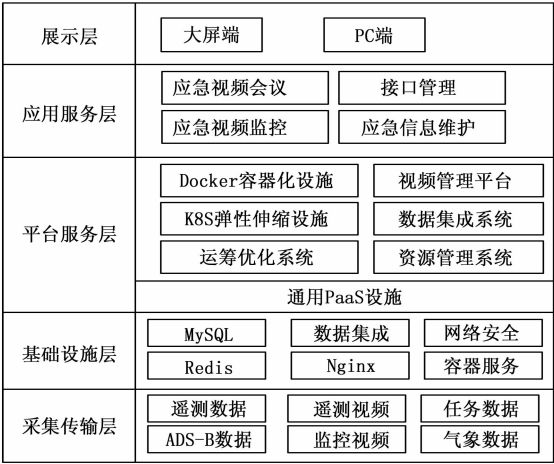 展示层 大屏端 PC端
应用服务层
应急视频会议 接口管理
应急视频监控 应急信息维护
平台服务层
Docker容器化设施 视频管理平台
K8S弹性伸缩设施 数据集成系统
运筹优化系统 资源管理系统
通用PaaS设施
基础设施层
MySQL 数据集成 网络安全
Redis Nginx 容器服务
采集传输层
遥测数据 遥测视频 任务数据
ADS-B数据 监控视频 气象数据